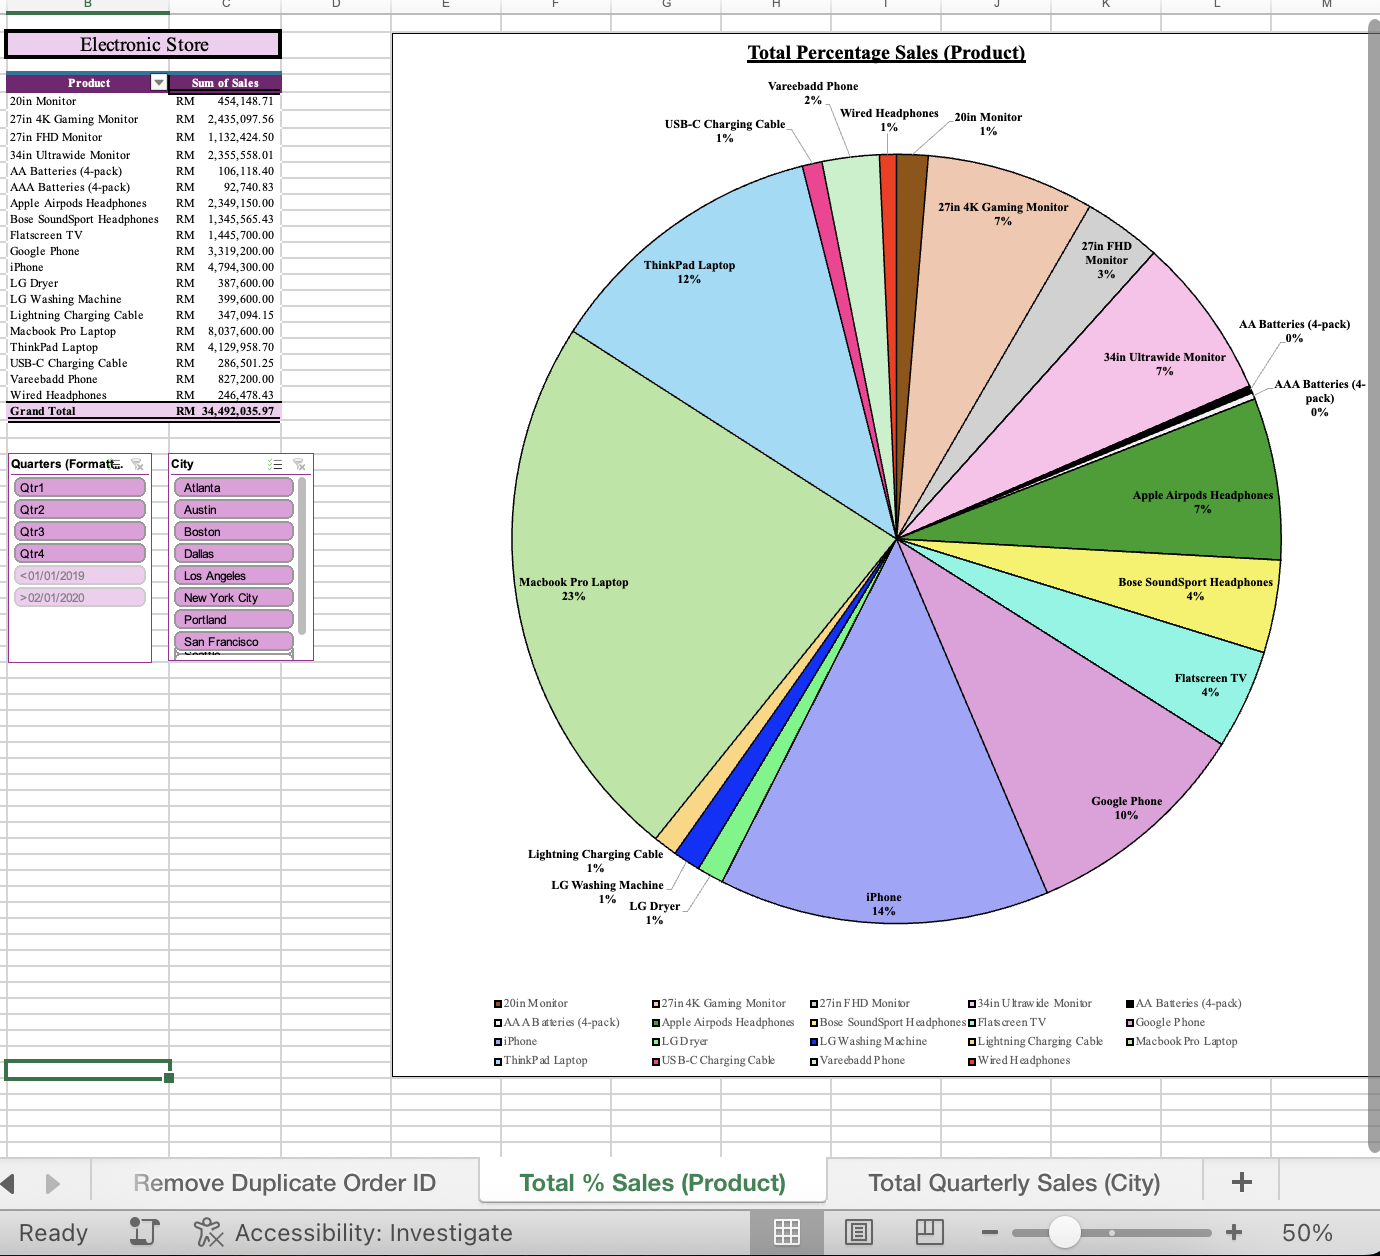 B C D E F G H I J K L M
Electronic Store
Product Sum of Sales
20in Monitor RM 454,148.71
27in 4K Gaming Monitor RM 2,435,097.56
27in FHD Monitor RM 1,132,424.50
34in Ultrawide Monitor RM 2,355,558.01
AA Batteries (4-pack) RM 106,118.40
AAA Batteries (4-pack) RM 92,740.83
Apple Airpods Headphones RM 2,349,150.00
Bose SoundSport Headphones RM 1,345,565.43
Flatscreen TV RM 1,445,700.00
Google Phone RM 3,319,200.00
iPhone RM 4,794,300.00
LG Dryer RM 387,600.00
LG Washing Machine RM 399,600.00
Lightning Charging Cable RM 347,094.15
Macbook Pro Laptop RM 8,037,600.00
ThinkPad Laptop RM 4,129,958.70
USB-C Charging Cable RM 286,501.25
Vareebadd Phone RM 827,200.00
Wired Headphones RM 246,478.43
Grand Total RM 34,492,035.97
Quarters (Formatt...
Qtr1
Qtr2
Qtr3
Qtr4
<01/01/2019
>02/01/2020
City
Atlanta
Austin
Boston
Dallas
Los Angeles
New York City
Portland
San Francisco
Seattle
Total Percentage Sales (Product)
Vareebadd Phone
2%
Wired Headphones
1%
20in Monitor
1%
USB-C Charging Cable
1%
27in 4K Gaming Monitor
7%
27in FHD
Monitor
3%
ThinkPad Laptop
12%
AA Batteries (4-pack)
0%
34in Ultrawide Monitor
7%
AAA Batteries (4-
pack)
0%
Apple Airpods Headphones
7%
Macbook Pro Laptop
23%
Bose SoundSport Headphones
4%
Flatscreen TV
4%
Google Phone
10%
Lightning Charging Cable
1%
LG Washing Machine
1%
LG Dryer
1%
iPhone
14%
20in Monitor 27in 4K Gaming Monitor 27in FHD Monitor 34in Ultrawide Monitor AA Batteries (4-pack)
AAA Batteries (4-pack) Apple Airpods Headphones Bose SoundSport Headphones Flatscreen TV Google Phone
iPhone LG Dryer LG Washing Machine Lightning Charging Cable Macbook Pro Laptop
ThinkPad Laptop USB-C Charging Cable Vareebadd Phone Wired Headphones
Remove Duplicate Order ID Total % Sales (Product) Total Quarterly Sales (City) +
Ready Accessibility: Investigate 50%